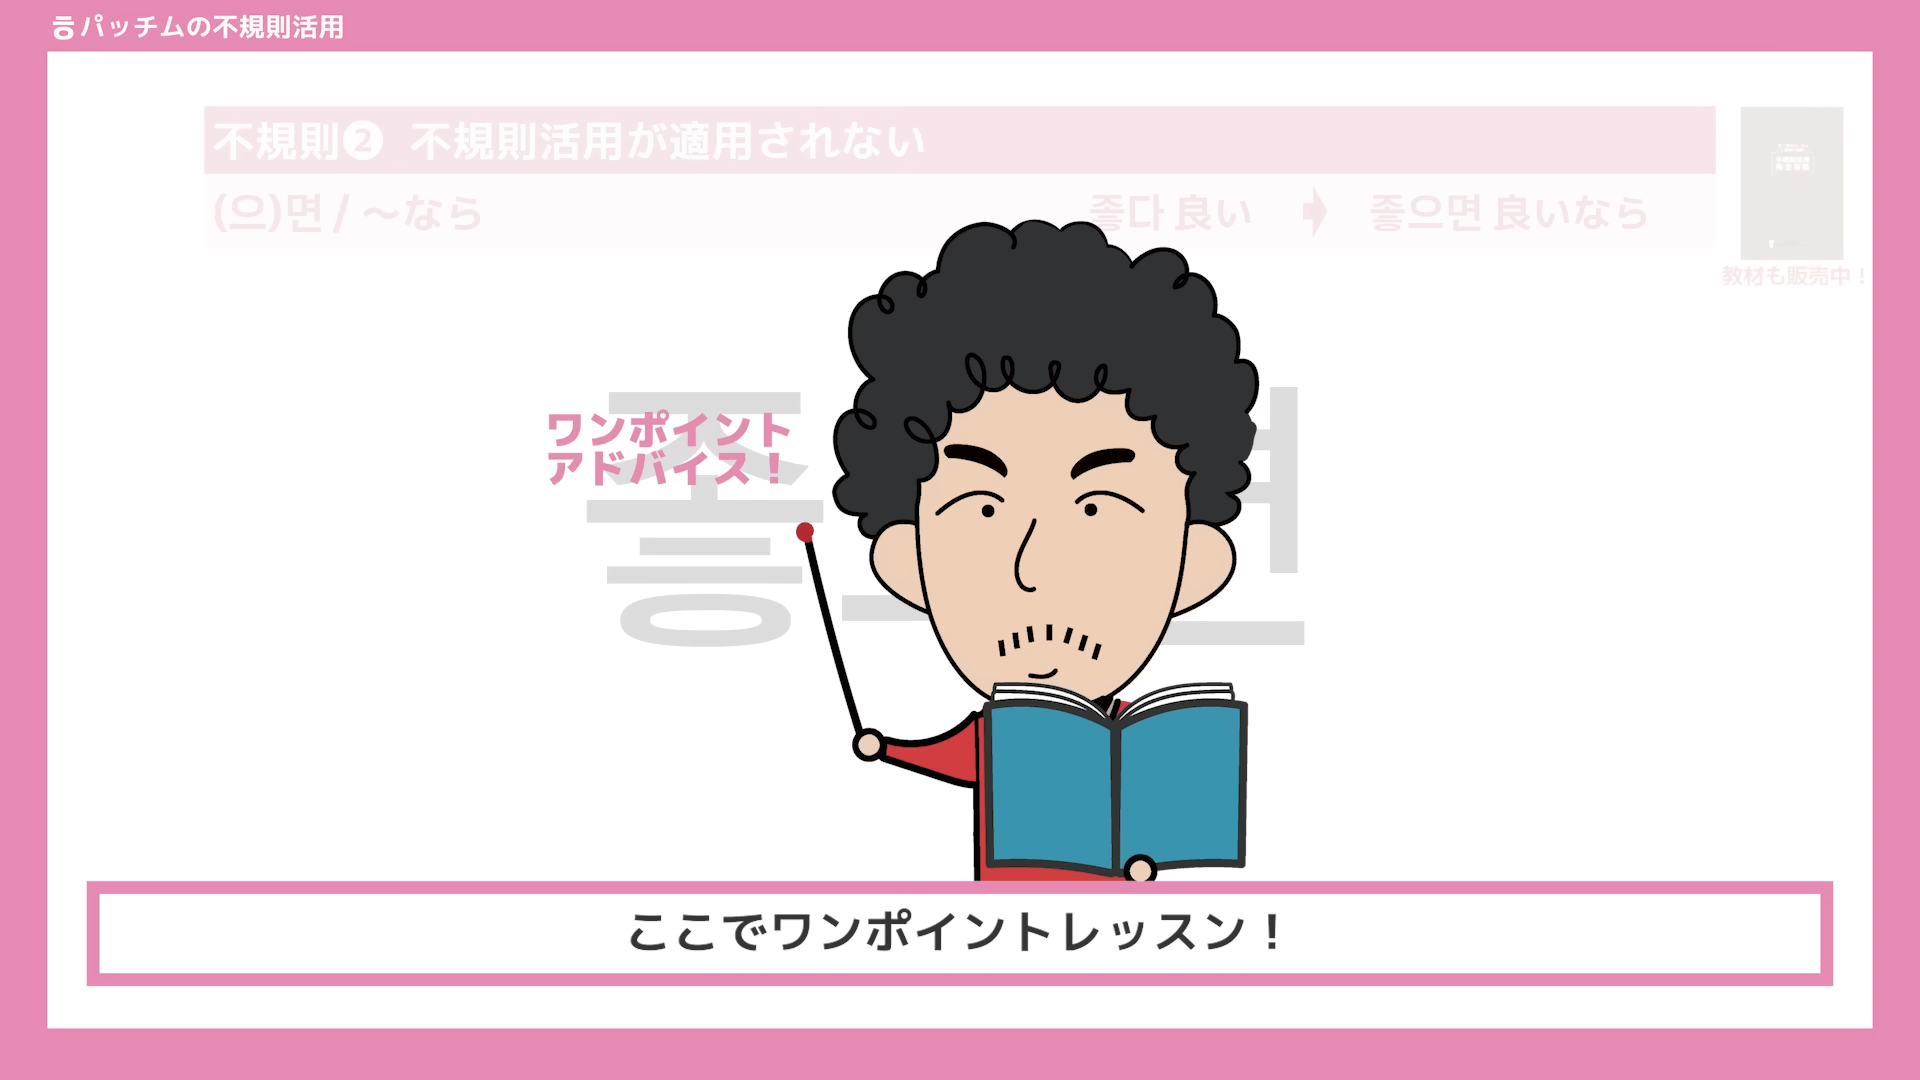 ㅎパッチムの不規則活用
不規則❷ 不規則活用が適用されない
(으)면 / 〜なら 좋다 良い ➧ 좋으면 良いなら
教材も販売中！
ワンポイント
アドバイス！
좋으면
ここでワンポイントレッスン！